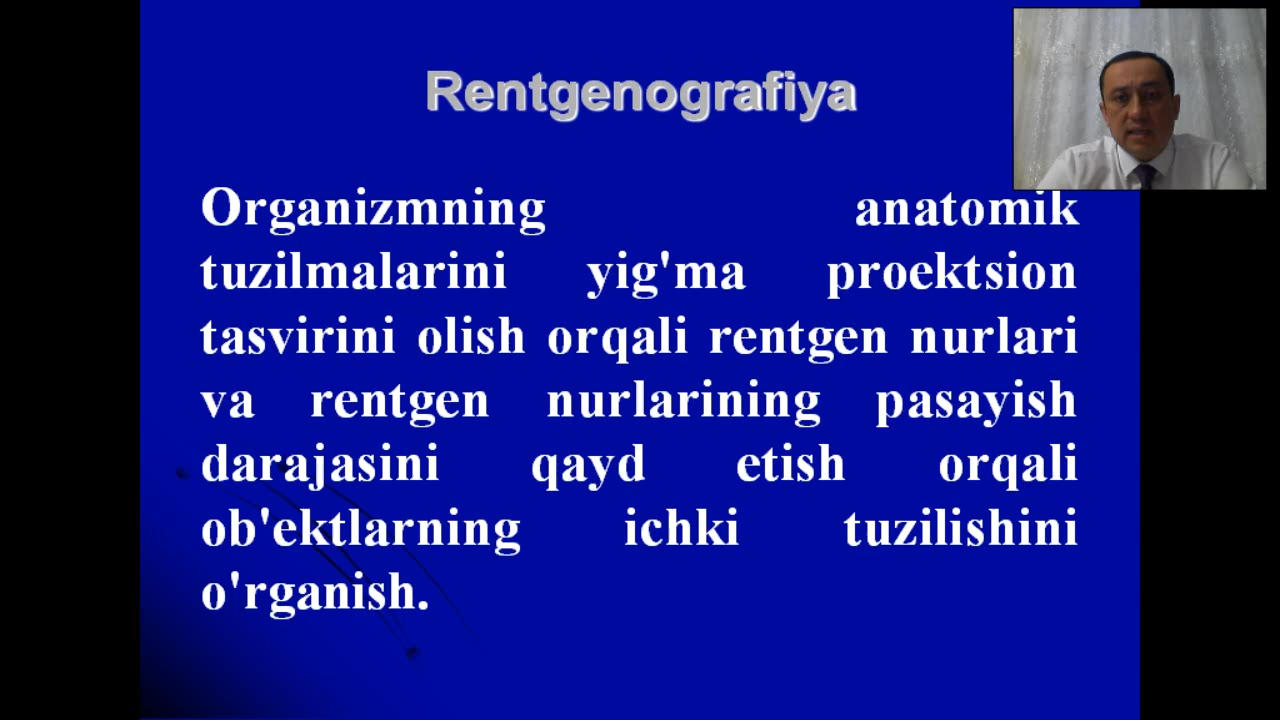 Rentgenografiya
Organizmning anatomik
tuzilmalarini yig'ma proektsion
tasvirini olish orqali rentgen nurlari
va rentgen nurlarining pasayish
darajasini qayd etish orqali
ob'ektlarning ichki tuzilishini
o'rganish.